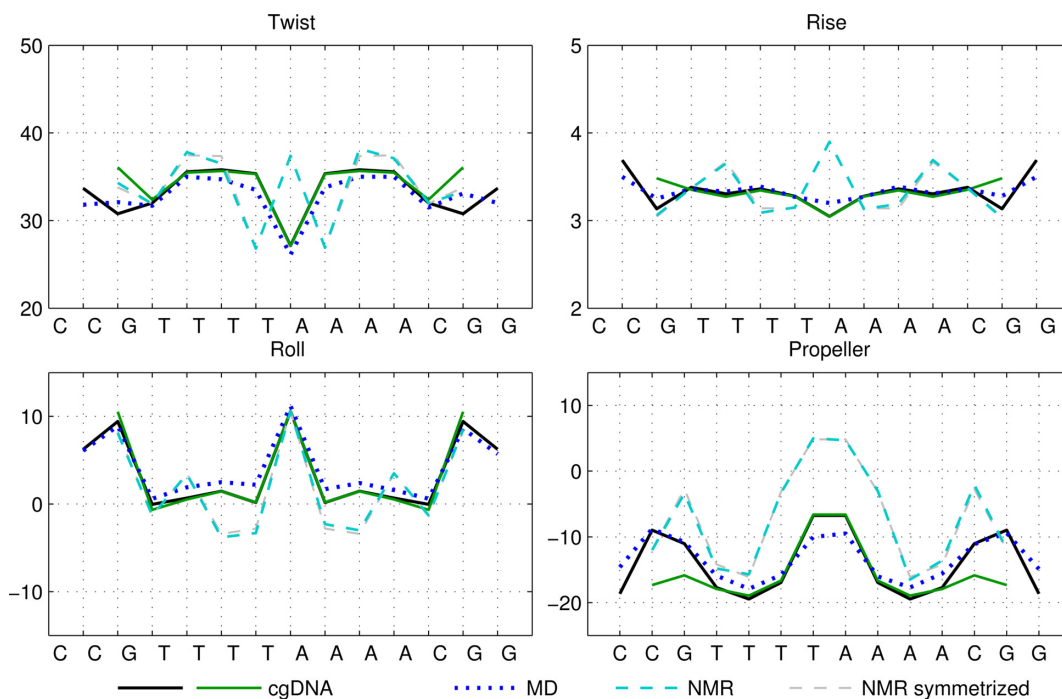 Twist
Rise
50
40
30
20
5
4
3
2
C C G T T T T A A A A C G G
C C G T T T T A A A A C G G
Roll
Propeller
10
0
−10
10
0
−10
−20
C C G T T T T A A A A C G G
C C G T T T T A A A A C G G
cgDNA MD NMR NMR symmetrized